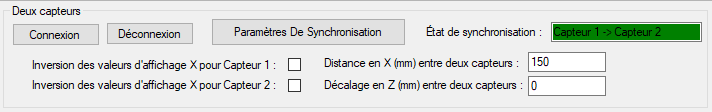 Deux capteurs
Connexion Déconnexion Paramètres De Synchronisation État de synchronisation : Capteur 1 -> Capteur 2
Inversion des valeurs d'affichage X pour Capteur 1 : Distance en X (mm) entre deux capteurs : 150
Inversion des valeurs d'affichage X pour Capteur 2 : Décalage en Z (mm) entre deux capteurs : 0